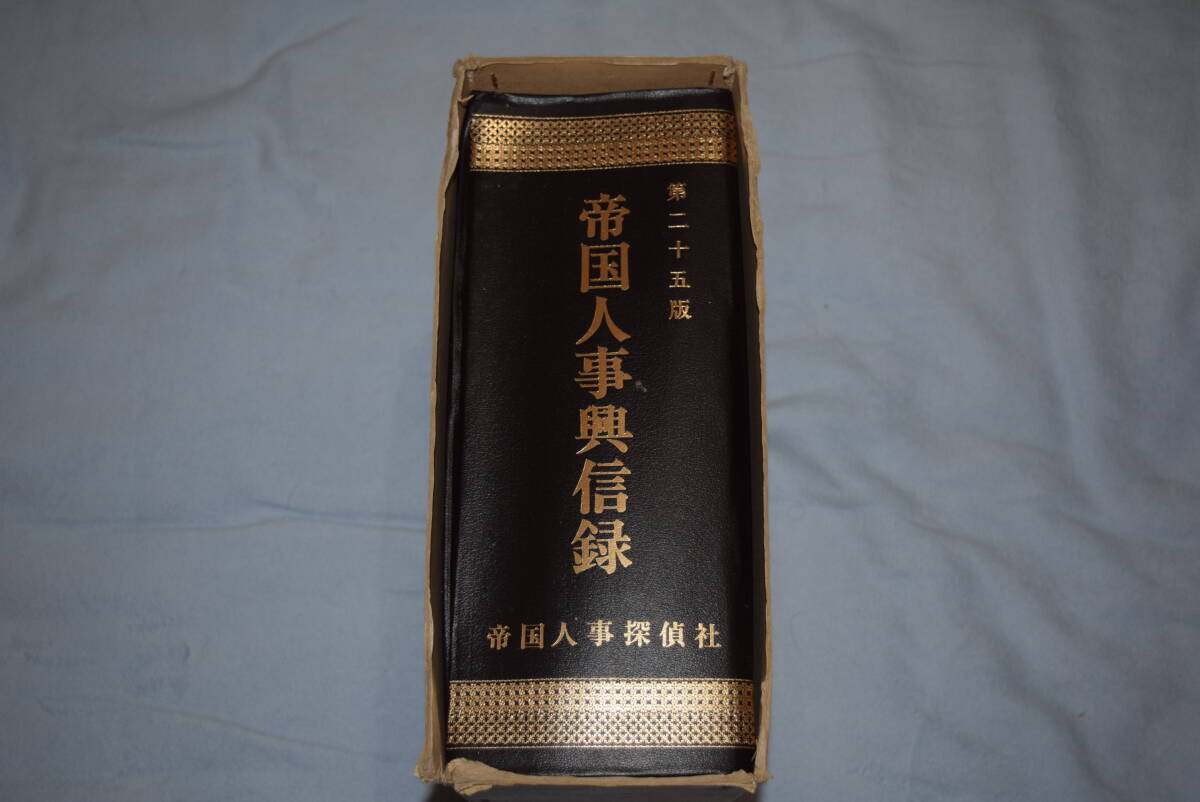 第二十五版
帝国人事興信録
帝国人事探偵社